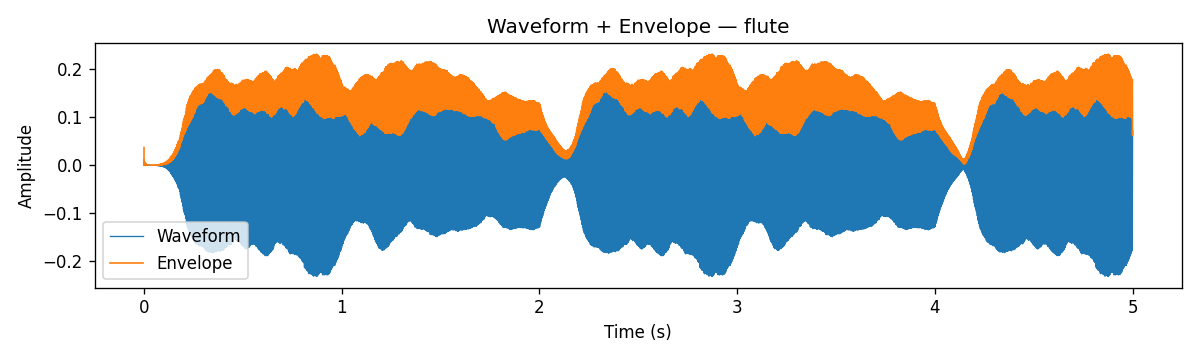 Waveform + Envelope — flute
Amplitude
0.2
0.1
0.0
−0.1
−0.2
Waveform
Envelope
0 1 2 3 4 5
Time (s)